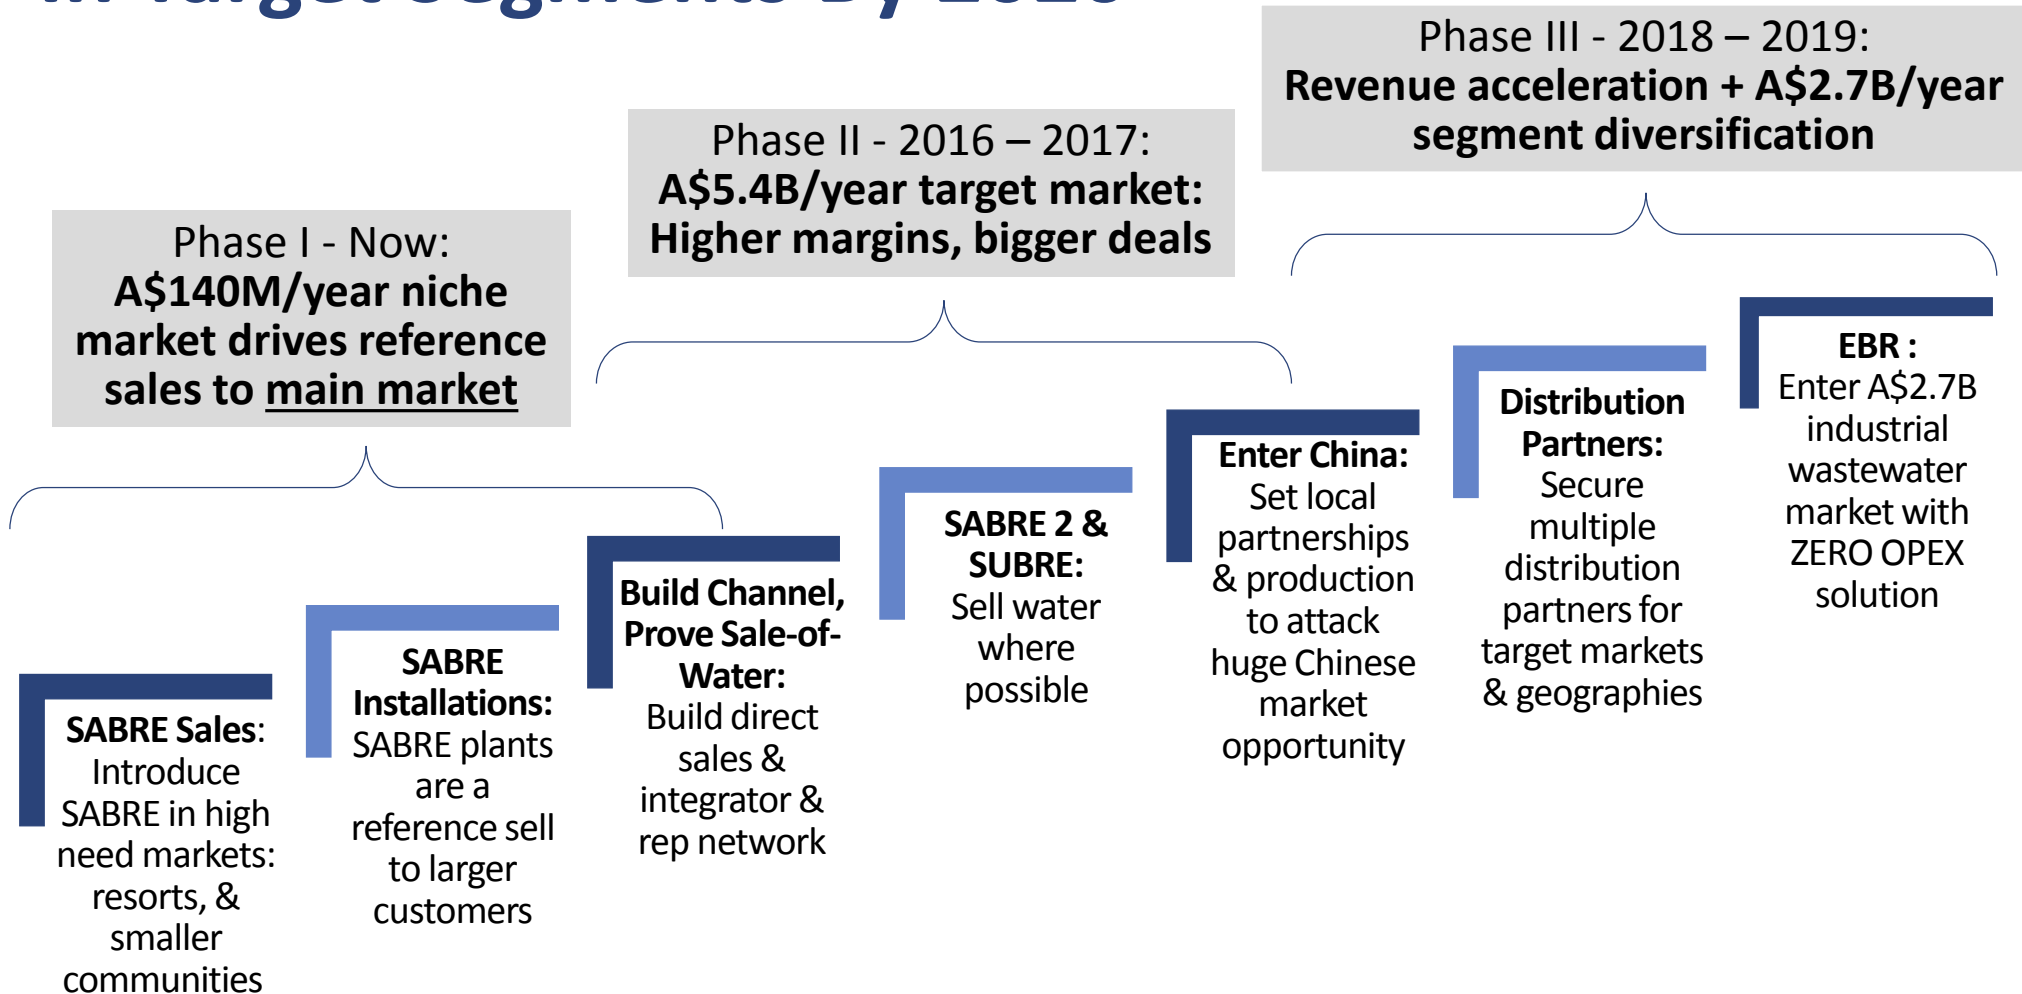 in Target Segments By
Phase I - Now:
A$140M/year niche
market drives reference
sales to main market
Phase II - 2016 – 2017:
A$5.4B/year target market:
Higher margins, bigger deals
Phase III - 2018 – 2019:
Revenue acceleration + A$2.7B/year
segment diversification
SABRE Sales:
Introduce
SABRE in high
need markets:
resorts, &
smaller
communities
SABRE
Installations:
SABRE plants
are a
reference sell
to larger
customers
Build Channel,
Prove Sale-of-
Water:
Build direct
sales &
integrator &
rep network
SABRE 2 &
SUBRE:
Sell water
where
possible
Enter China:
Set local
partnerships
& production
to attack
huge Chinese
market
opportunity
Distribution
Partners:
Secure
multiple
distribution
partners for
target markets
& geographies
EBR :
Enter A$2.7B
industrial
wastewater
market with
ZERO OPEX
solution